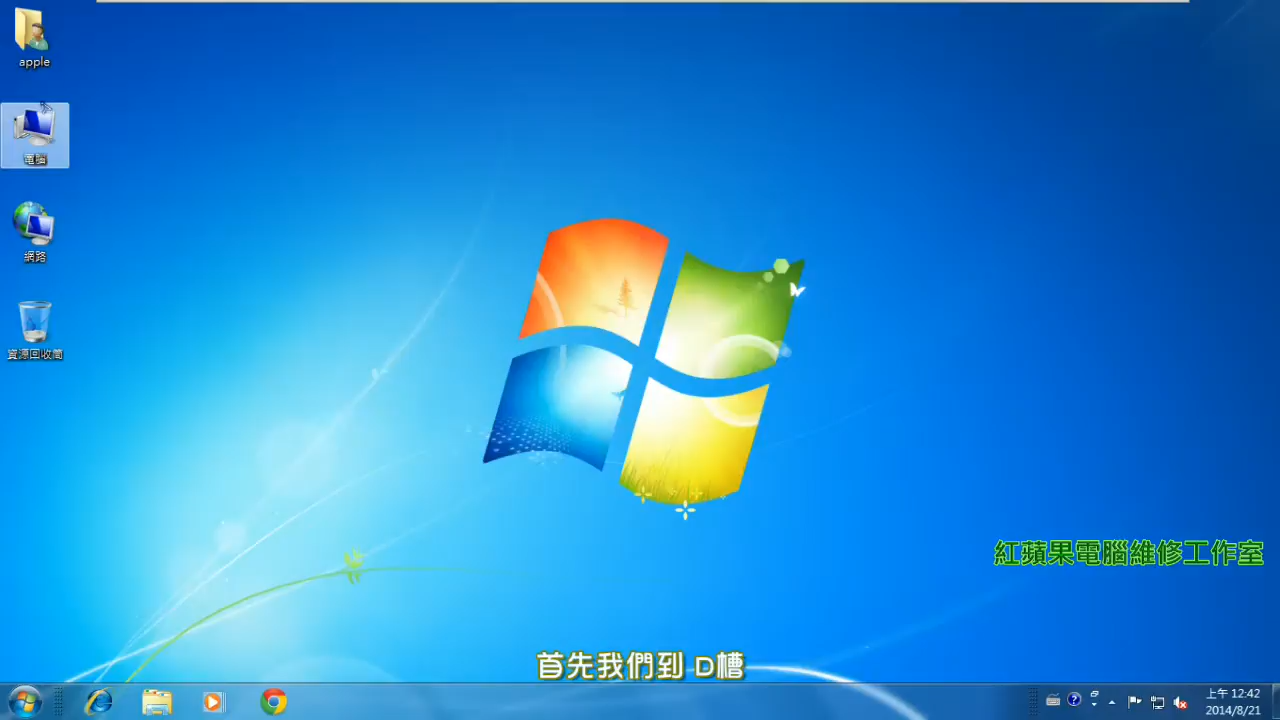 apple
電腦
網路
資源回收筒
紅蘋果電腦維修工作室
首先我們到 D槽
上午 12:42
2014/8/21